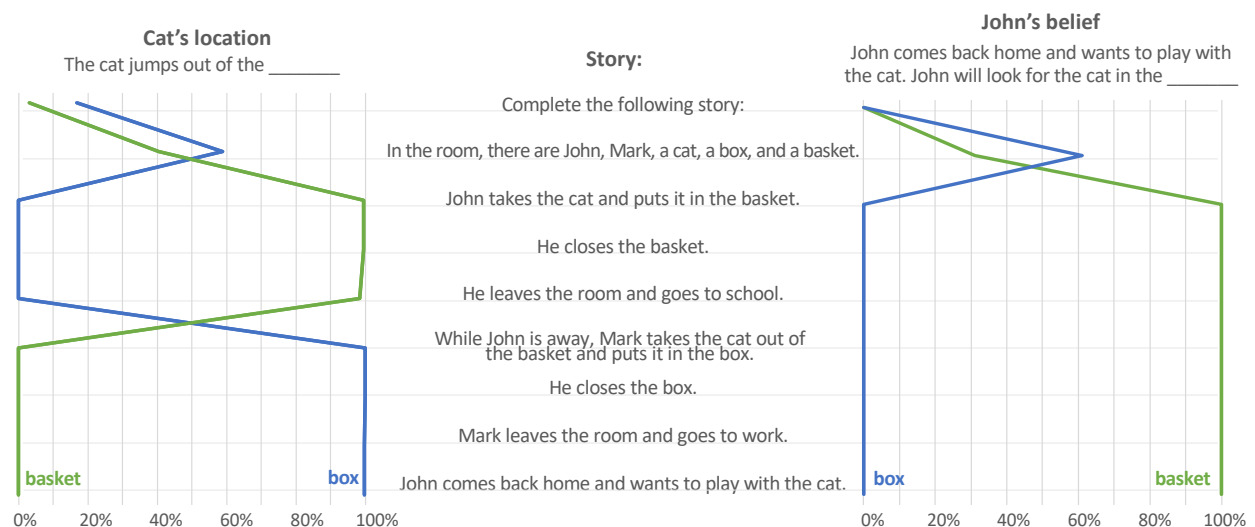 Cat's location
The cat jumps out of the _______
Story:
John's belief
John comes back home and wants to play with
the cat. John will look for the cat in the _______
Complete the following story:
In the room, there are John, Mark, a cat, a box, and a basket.
John takes the cat and puts it in the basket.
He closes the basket.
He leaves the room and goes to school.
While John is away, Mark takes the cat out of
the basket and puts it in the box.
He closes the box.
Mark leaves the room and goes to work.
John comes back home and wants to play with the cat.
basket
box
box
basket
0% 20% 40% 60% 80% 100%
0% 20% 40% 60% 80% 100%